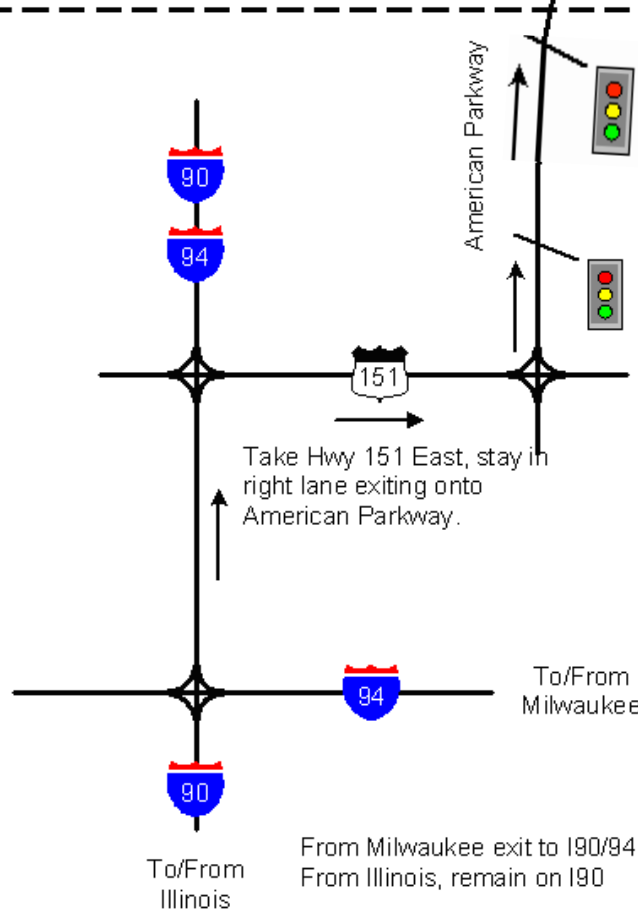 American Parkway
90
94
151
Take Hwy 151 East, stay in
right lane exiting onto
American Parkway.
94
To/From
Milwaukee
90
To/From
Illinois
From Milwaukee exit to I90/94
From Illinois, remain on I90